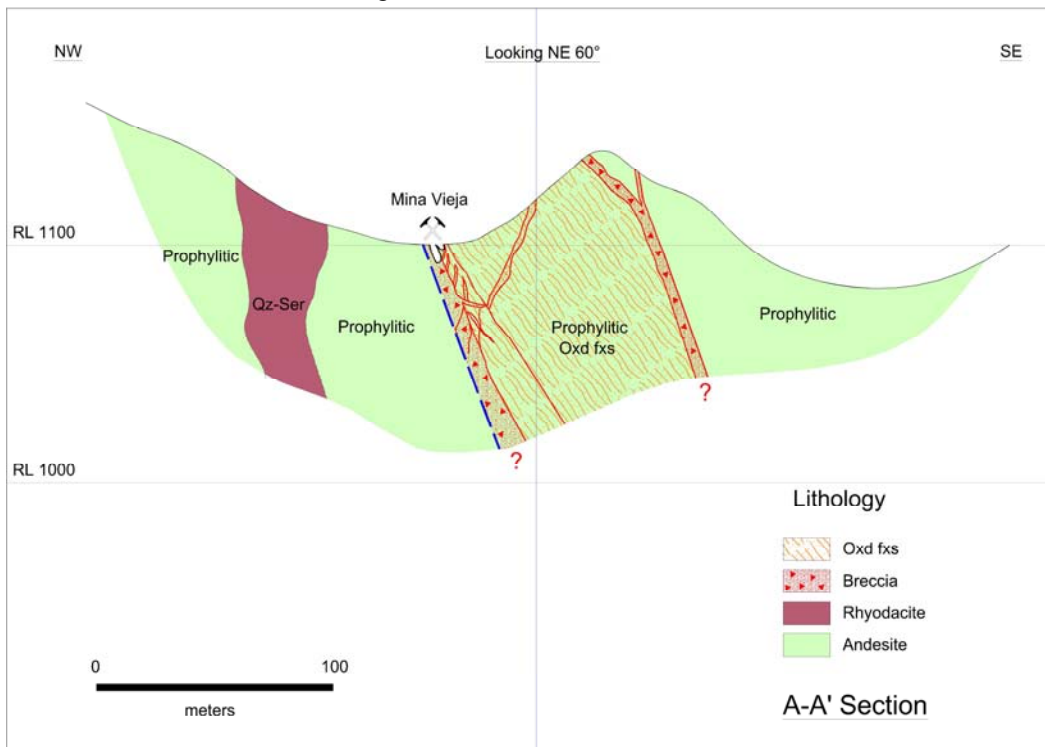 NW
Looking NE 60°
SE
Mina Vieja
RL 1100
Prophylitic
Qz-Ser
Prophylitic
Prophylitic
Oxd fxs
Prophylitic
?
?
RL 1000
Lithology
Oxd fxs
Breccia
Rhyodacite
Andesite
0
100
meters
A-A' Section